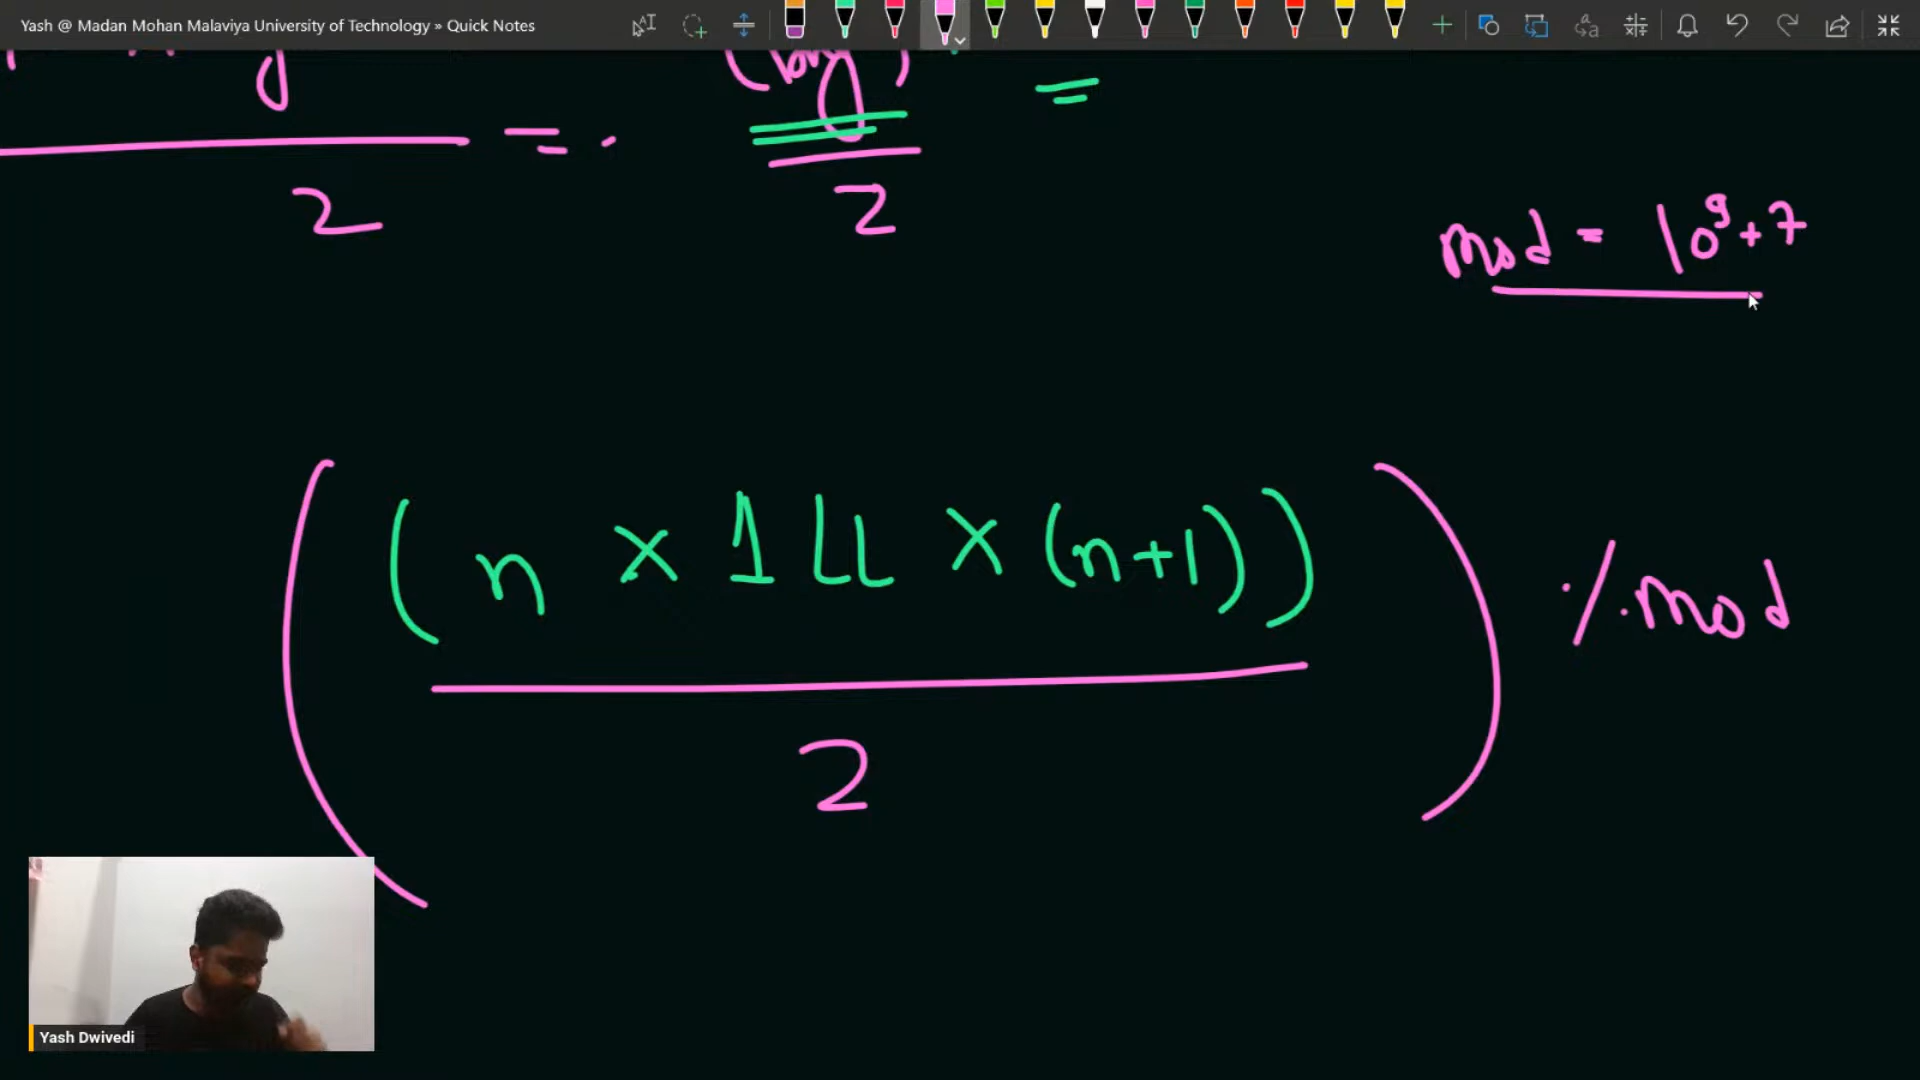 Yash @ Madan Mohan Malaviya University of Technology » Quick Notes
(long)
2 = 2
mod = 10⁹+7
( (n × 1LL × (n+1)) ) % mod
2
Yash Dwivedi